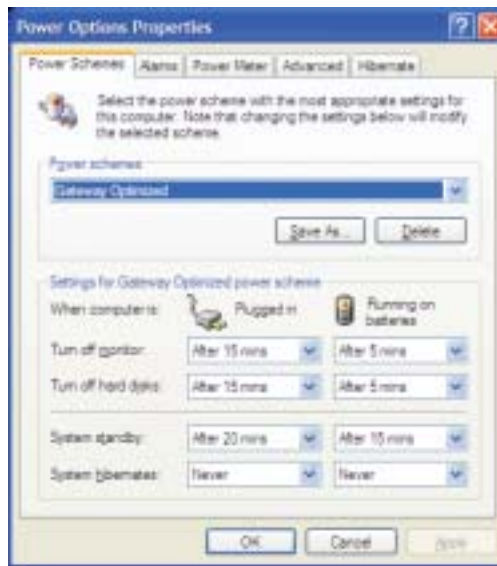 Power Options Properties
Power Schemes Alarms Power Meter Advanced Hibernate
Select the power scheme with the most appropriate settings for
this computer. Note that changing the settings below will modify
the selected scheme.
Power schemes
Gateway Optimized
Save As... Delete
Settings for Gateway Optimized power scheme
When computer is: Plugged in Running on
batteries
Turn off monitor: After 15 mins After 5 mins
Turn off hard disks: After 15 mins After 5 mins
System standby: After 20 mins After 15 mins
System hibernates: Never Never
OK Cancel Apply